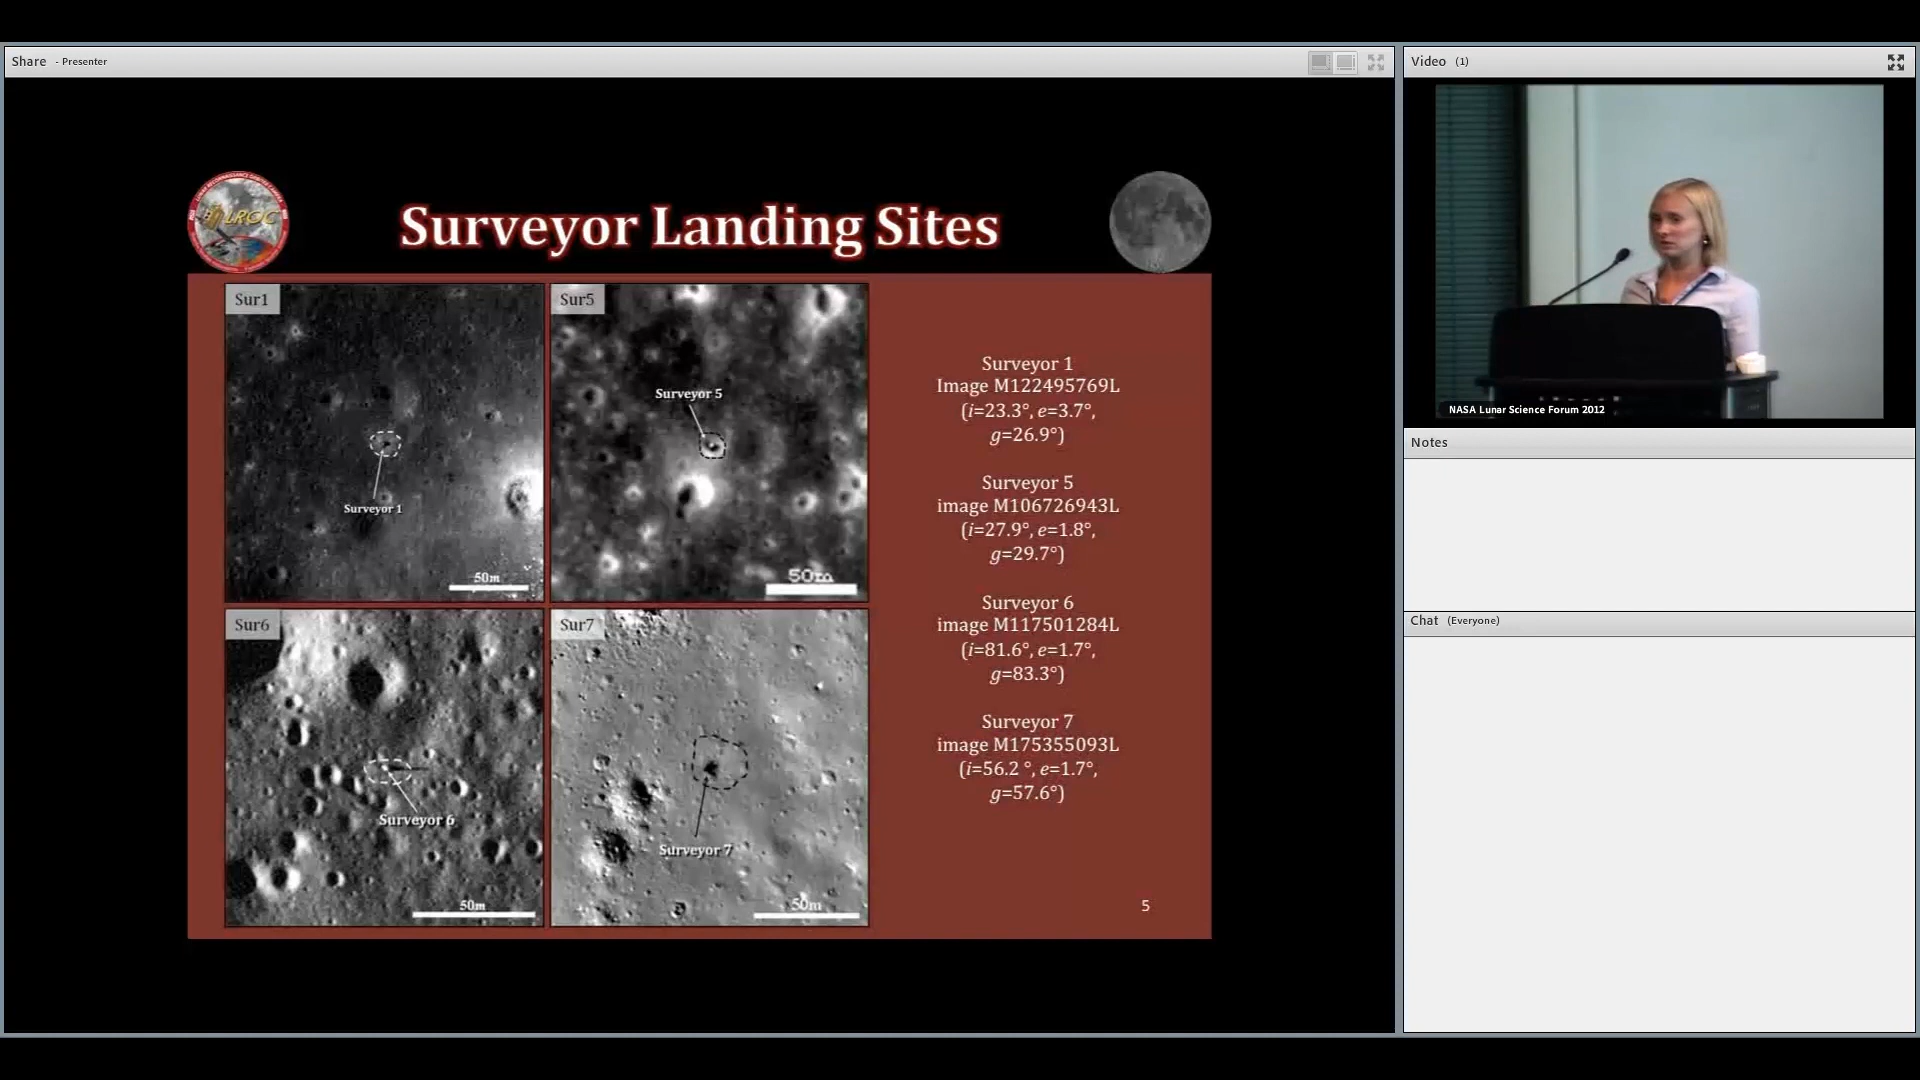 Share - Presenter
LROC
Surveyor Landing Sites
Sur1
Surveyor 1
50m
Sur5
Surveyor 5
50m
Sur6
Surveyor 6
50m
Sur7
Surveyor 7
50m
Surveyor 1
Image M122495769L
(i=23.3°, e=3.7°,
g=26.9°)
Surveyor 5
image M106726943L
(i=27.9°, e=1.8°,
g=29.7°)
Surveyor 6
image M117501284L
(i=81.6°, e=1.7°,
g=83.3°)
Surveyor 7
image M175355093L
(i=56.2 °, e=1.7°,
g=57.6°)
5
Video (1)
NASA Lunar Science Forum 2012
Notes
Chat (Everyone)